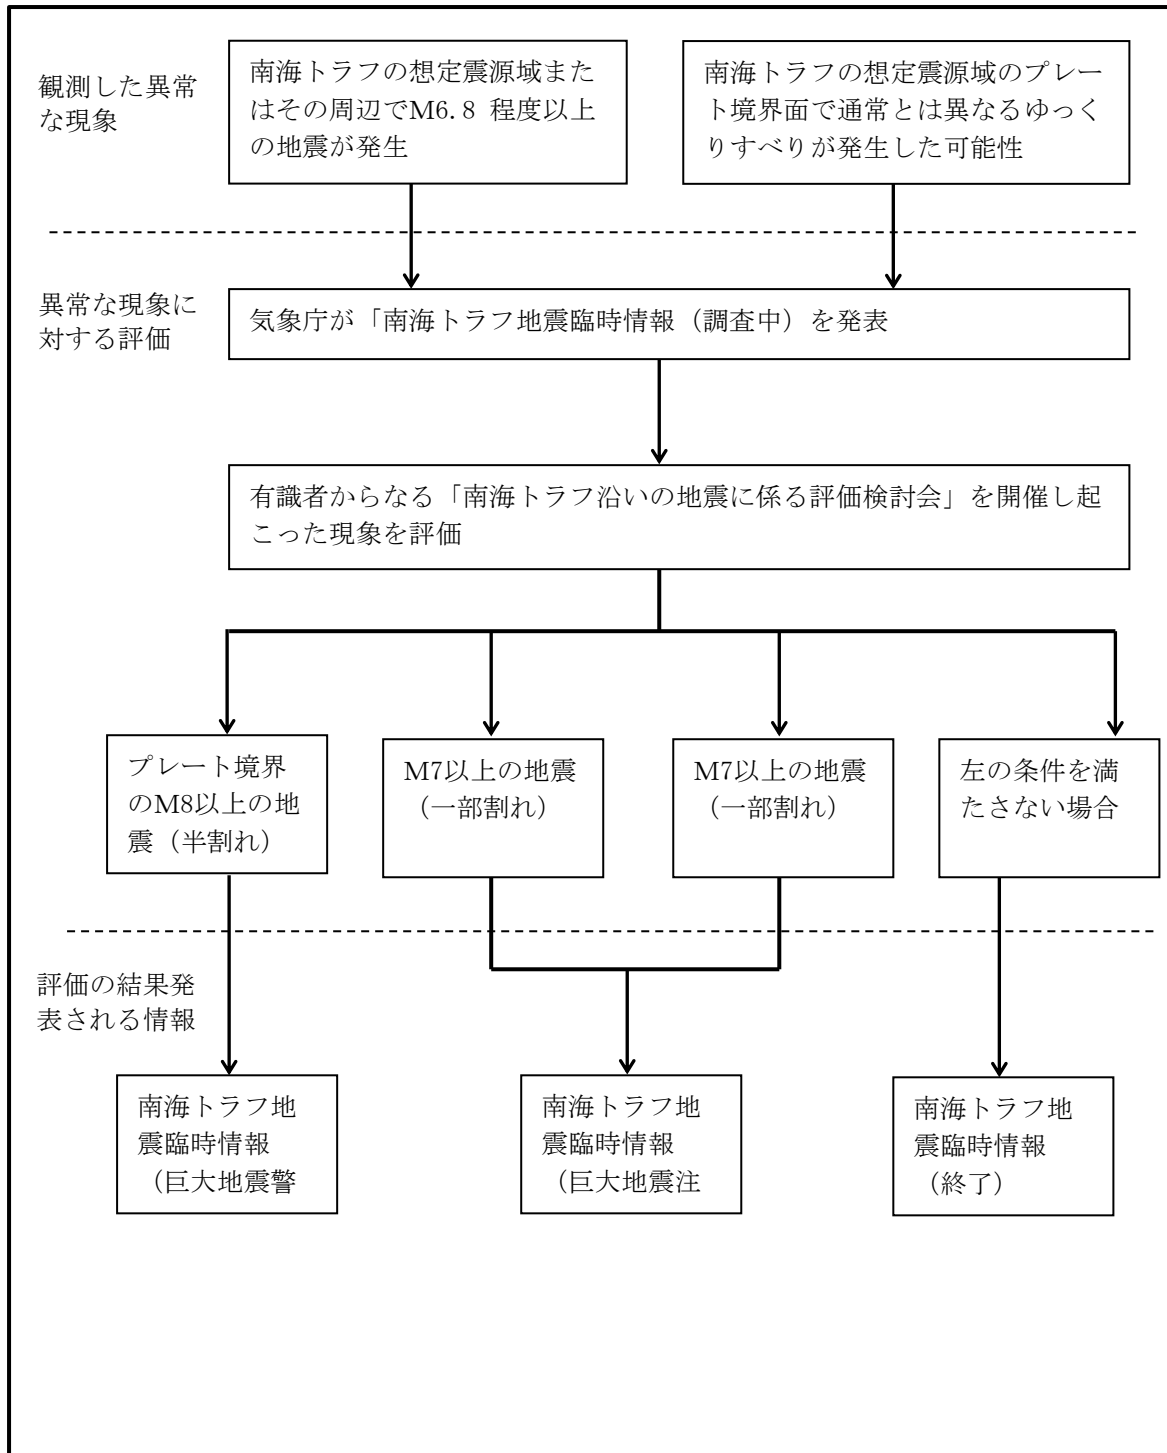 観測した異常
な現象
南海トラフの想定震源域また
はその周辺でM6.8 程度以上
の地震が発生
南海トラフの想定震源域のプレー
ト境界面で通常とは異なるゆっく
りすべりが発生した可能性
異常な現象に
対する評価
気象庁が「南海トラフ地震臨時情報（調査中）を発表
有識者からなる「南海トラフ沿いの地震に係る評価検討会」を開催し起
こった現象を評価
プレート境界
のM8以上の地
震（半割れ）
M7以上の地震
（一部割れ）
M7以上の地震
（一部割れ）
左の条件を満
たさない場合
評価の結果発
表される情報
南海トラフ地
震臨時情報
（巨大地震警
南海トラフ地
震臨時情報
（巨大地震注
南海トラフ地
震臨時情報
（終了）